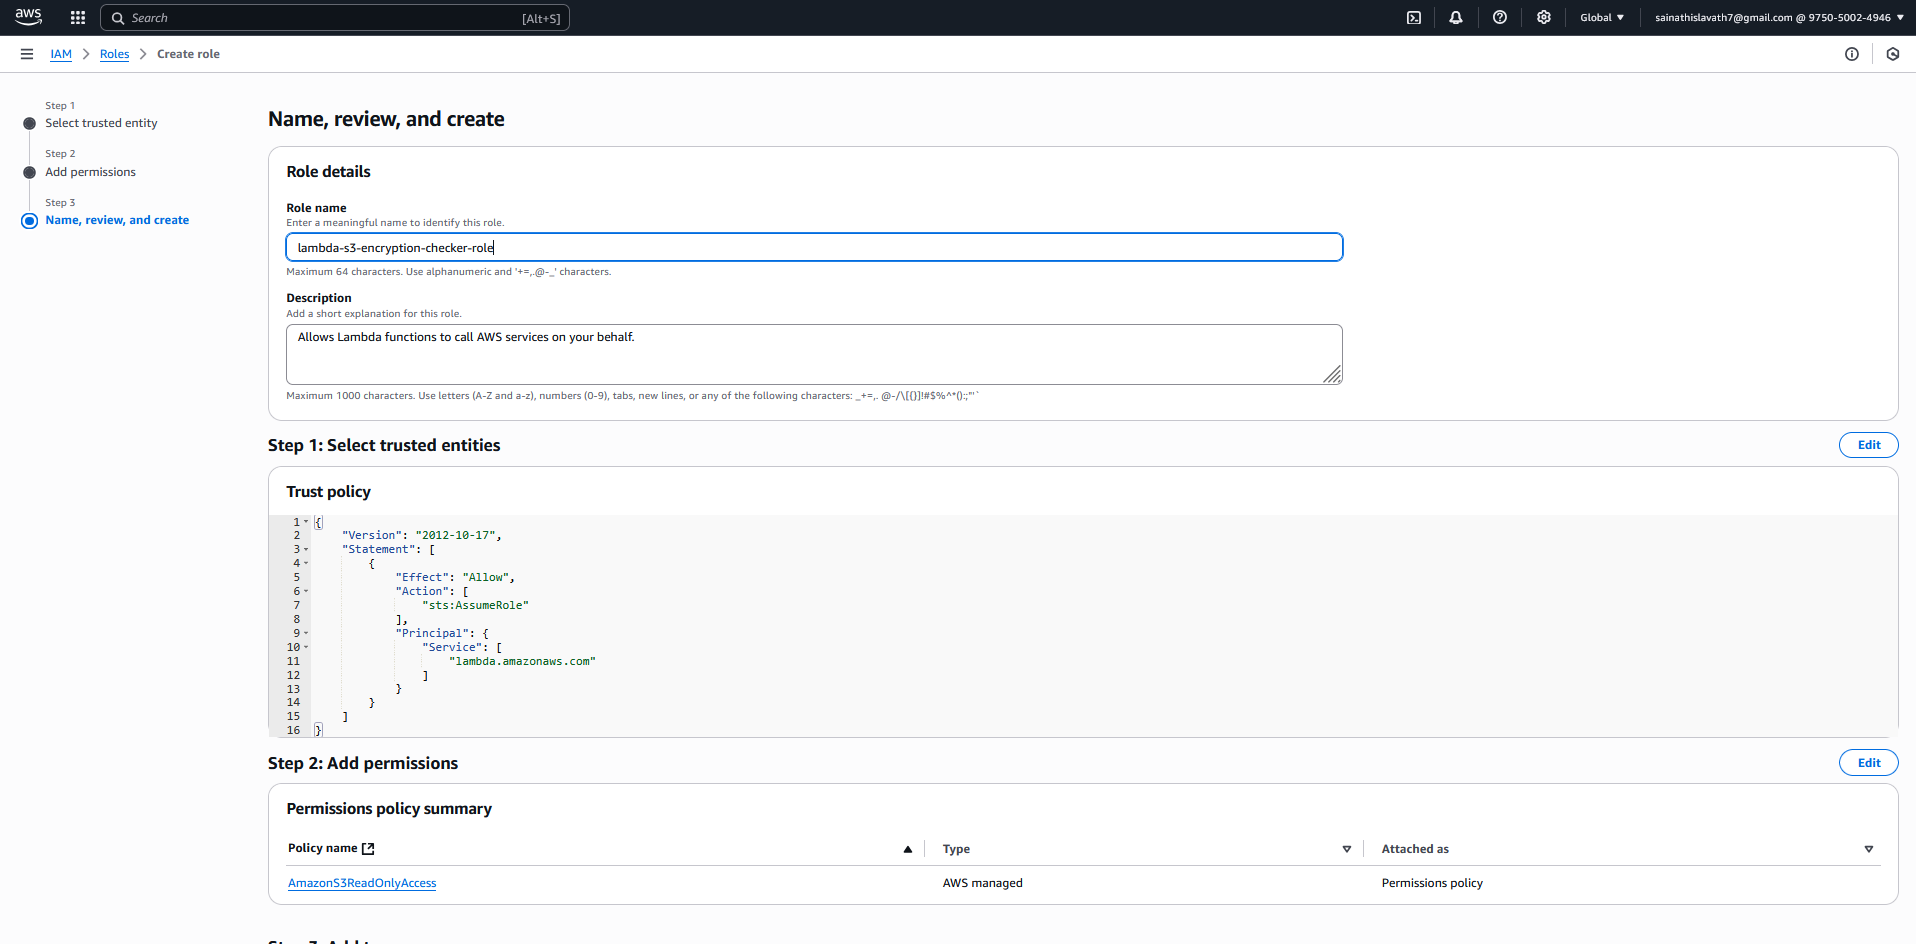 aws
Search [Alt+S]
Global ▼
sainathislavath7@gmail.com @ 9750-5002-4946 ▼
IAM > Roles > Create role
Step 1
Select trusted entity
Step 2
Add permissions
Step 3
Name, review, and create
Name, review, and create
Role details
Role name
Enter a meaningful name to identify this role.
lambda-s3-encryption-checker-role
Maximum 64 characters. Use alphanumeric and '+=,.@-_' characters.
Description
Add a short explanation for this role.
Allows Lambda functions to call AWS services on your behalf.
Maximum 1000 characters. Use letters (A-Z and a-z), numbers (0-9), tabs, new lines, or any of the following characters: _+=,. @-/\[{}]!#$%^*();:"'`
Step 1: Select trusted entities
Edit
Trust policy
1 {
2 "Version": "2012-10-17",
3 "Statement": [
4 {
5 "Effect": "Allow",
6 "Action": [
7 "sts:AssumeRole"
8 ],
9 "Principal": {
10 "Service": [
11 "lambda.amazonaws.com"
12 ]
13 }
14 }
15 ]
16 }
Step 2: Add permissions
Edit
Permissions policy summary
Policy name
Type
Attached as
AmazonS3ReadOnlyAccess
AWS managed
Permissions policy